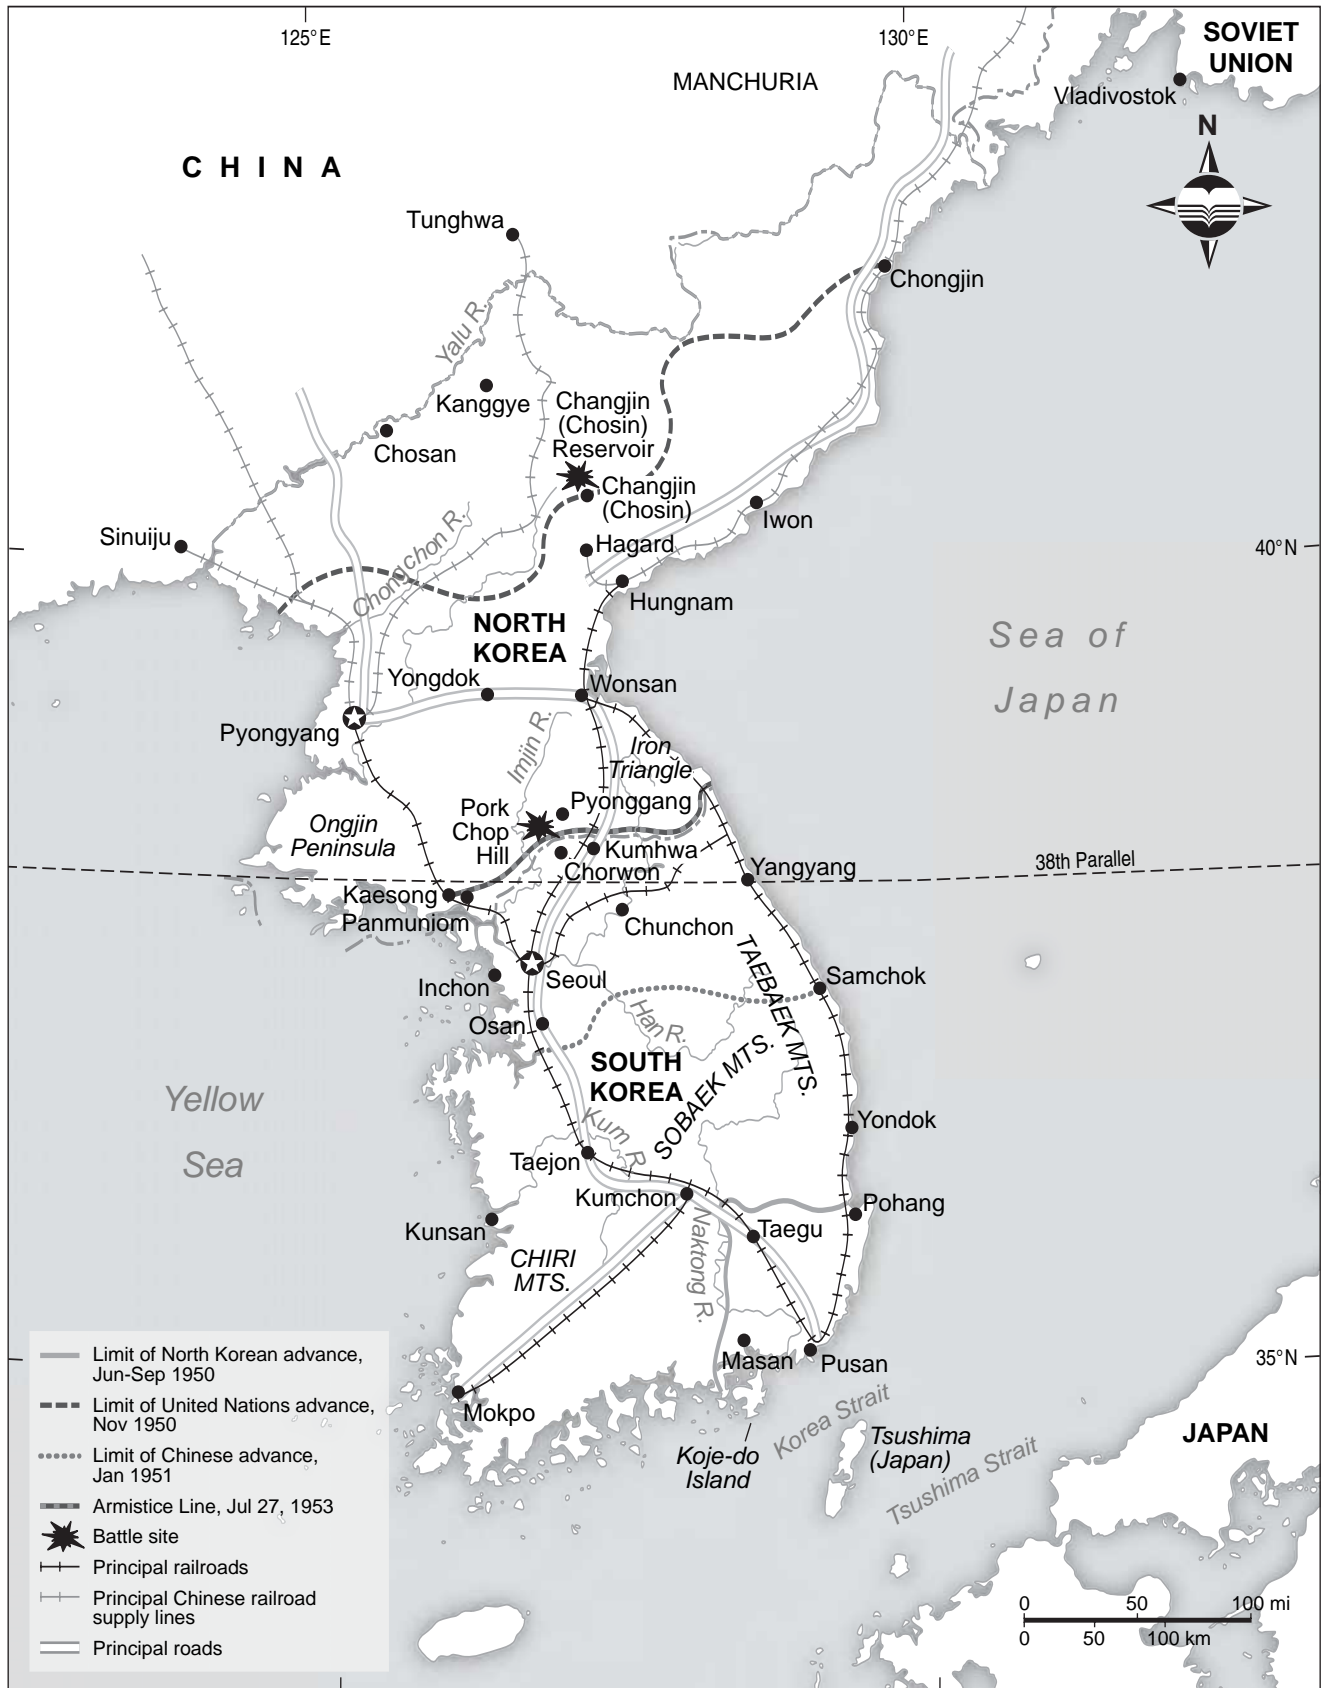 125°E
130°E
SOVIET
UNION
MANCHURIA
Vladivostok
N
CHINA
Tunghwa
Chongjin
Yalu R.
Kanggye
Changjin
(Chosin)
Reservoir
Chosan
Changjin
(Chosin)
Iwon
Sinuiju
Chongchon R.
Hagard
40°N
Hungnam
NORTH
KOREA
Sea of
Japan
Yongdok
Wonsan
Pyongyang
Imjin R.
Iron
Triangle
Pork
Chop
Hill
Pyonggang
Ongjin
Peninsula
Kumhwa
Chorwon
38th Parallel
Yangyang
Kaesong
Panmuniom
Chunchon
TAEBAEK MTS.
Seoul
Inchon
Samchok
Osan
Han R.
SOUTH
KOREA
SOBAEK MTS.
Yellow
Sea
Kum R
Yondok
Taejon
Kumchon
Pohang
Kunsan
Taegu
Naktong R.
CHIRI
MTS.
Masan
Pusan
35°N
Mokpo
Korea Strait
Koje-do
Island
Tsushima
(Japan)
Tsushima Strait
JAPAN
Limit of North Korean advance,
Jun-Sep 1950
Limit of United Nations advance,
Nov 1950
Limit of Chinese advance,
Jan 1951
Armistice Line, Jul 27, 1953
Battle site
Principal railroads
Principal Chinese railroad
supply lines
Principal roads
0 50 100 mi
0 50 100 km